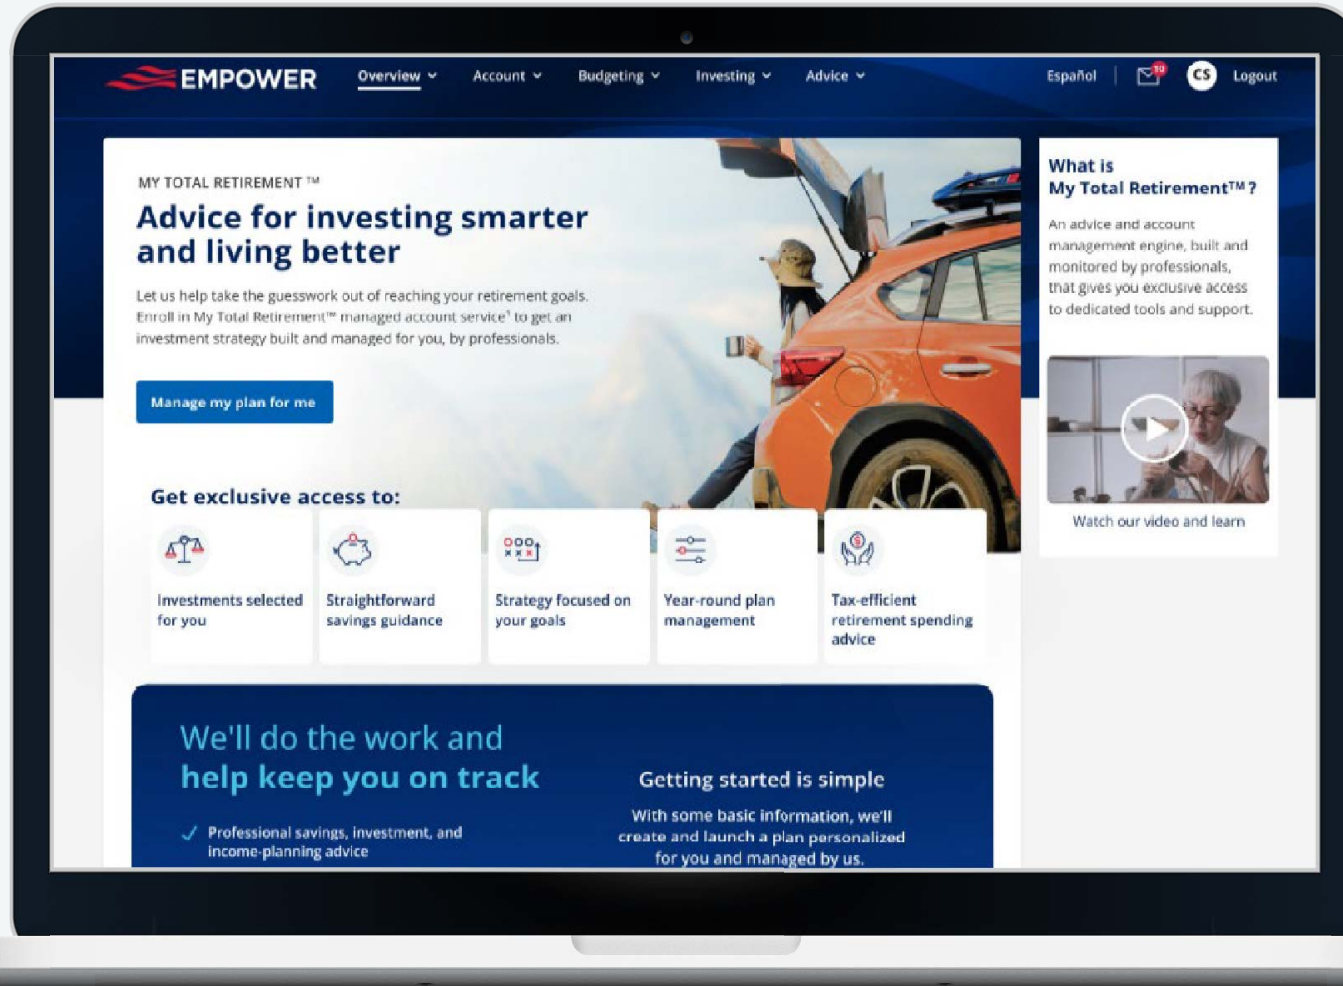 EMPOWER
Overview
Account
Budgeting
Investing
Advice
Español
10
CS
Logout
MY TOTAL RETIREMENT ™
Advice for investing smarter
and living better
Let us help take the guesswork out of reaching your retirement goals.
Enroll in My Total Retirement™ managed account service¹ to get an
investment strategy built and managed for you, by professionals.
Manage my plan for me
Get exclusive access to:
Investments selected
for you
Straightforward
savings guidance
Strategy focused on
your goals
Year-round plan
management
Tax-efficient
retirement spending
advice
We'll do the work and
help keep you on track
Professional savings, investment, and
income-planning advice
Getting started is simple
With some basic information, we'll
create and launch a plan personalized
for you and managed by us.
What is
My Total Retirement™?
An advice and account
management engine, built and
monitored by professionals,
that gives you exclusive access
to dedicated tools and support.
Watch our video and learn